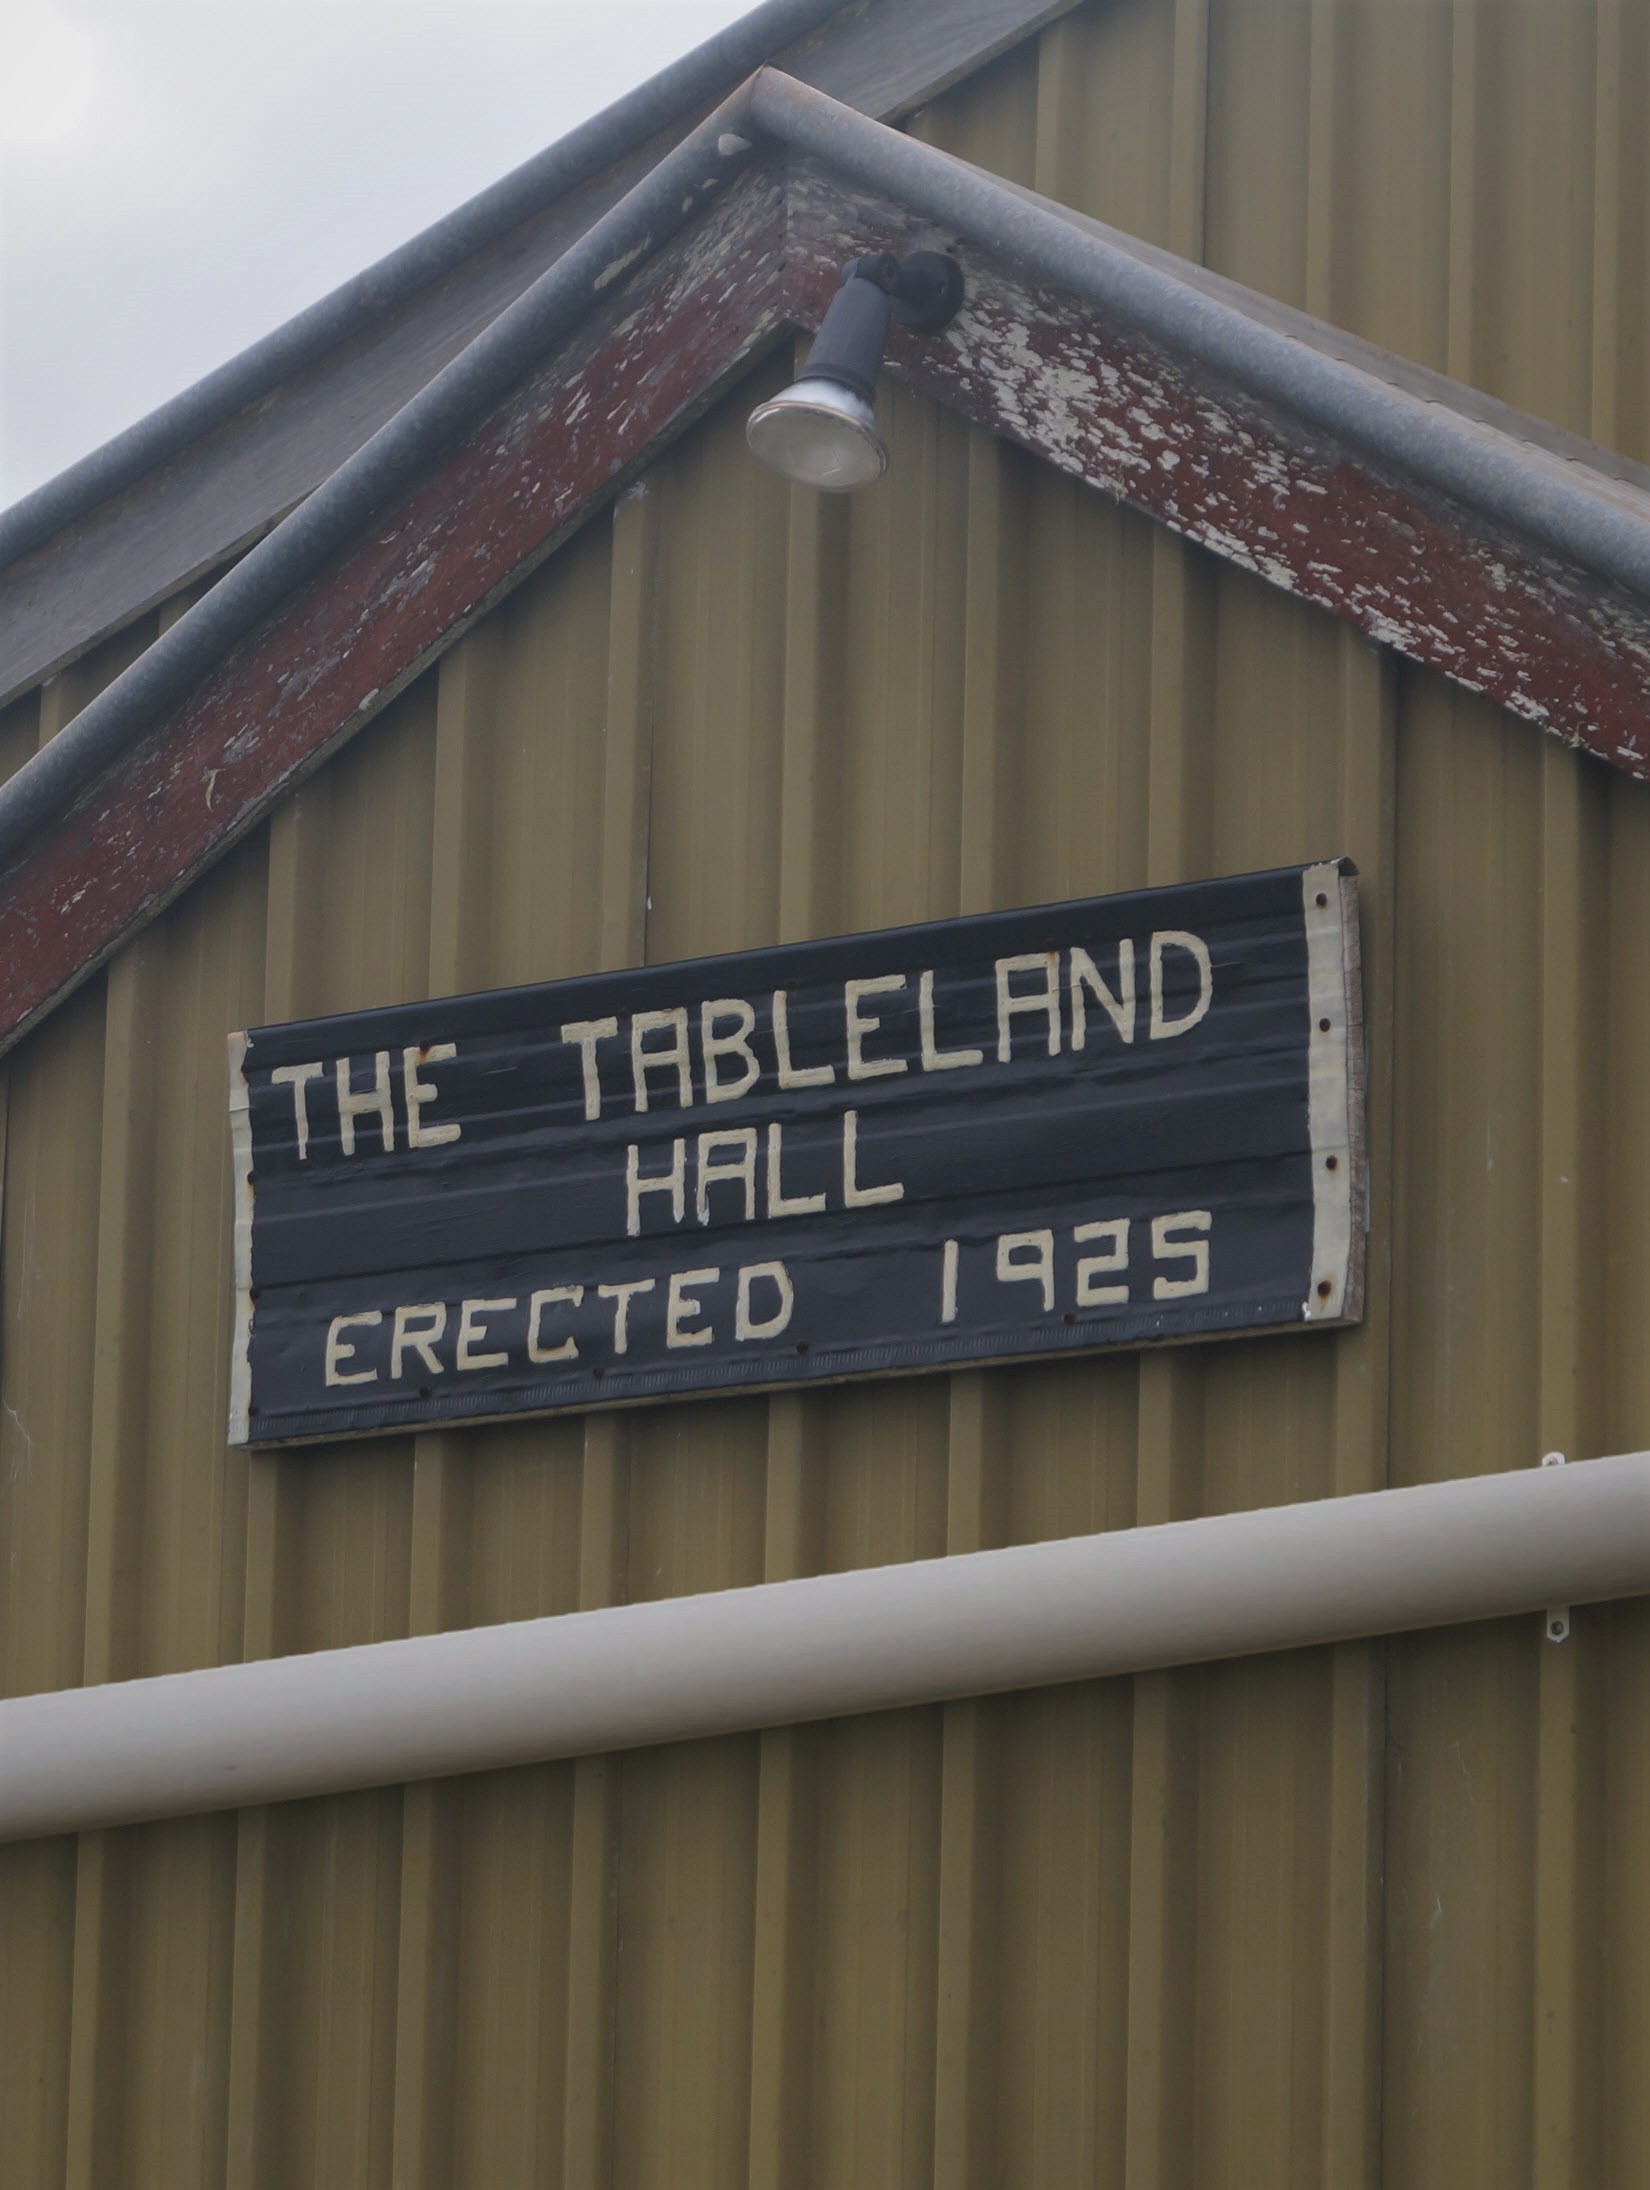 THE TABLELAND
HALL
ERECTED 1925